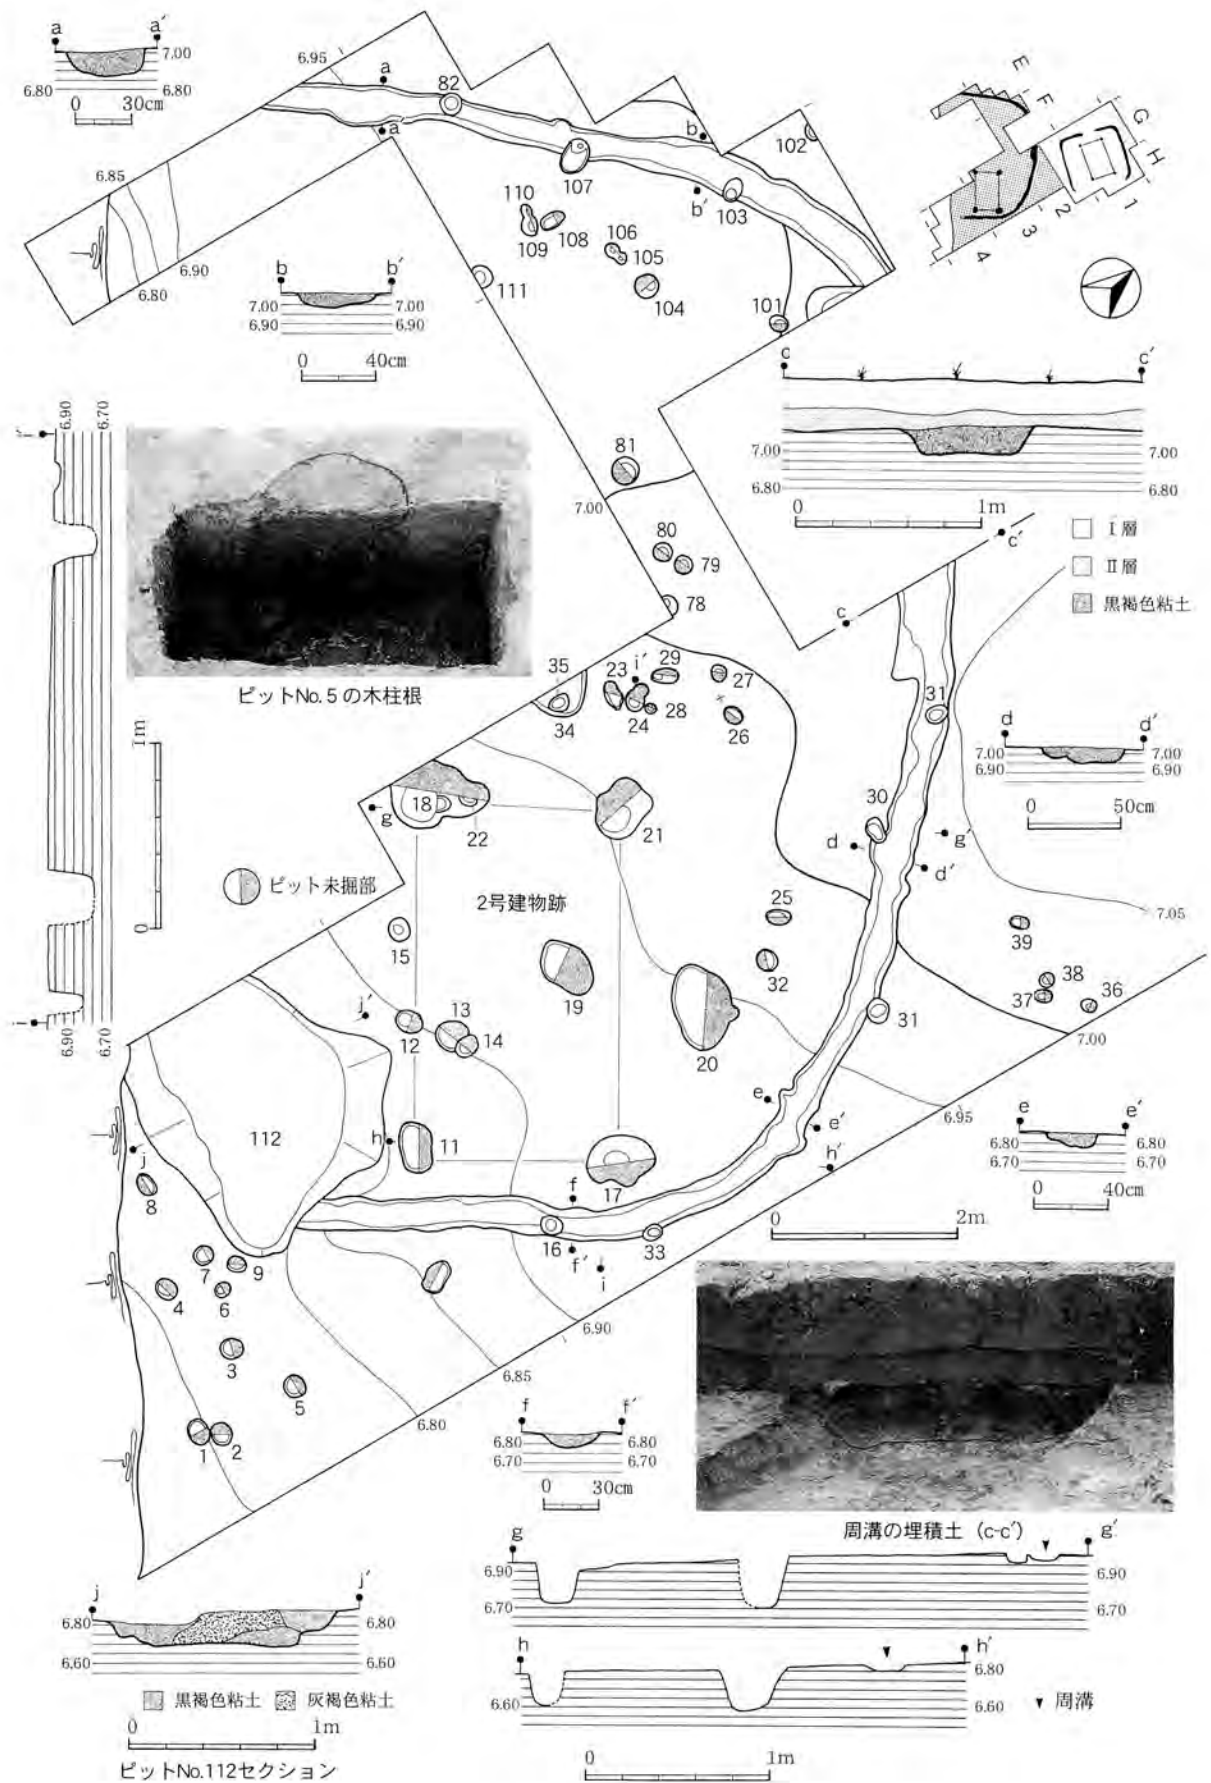 a a′
7.00
6.80 6.80
0 30cm
6.95
a
82
a′
b
102
107
b′
103
110
109
108
106
105
104
111
101
6.85
6.90
6.80
b b′
7.00 7.00
6.90 6.90
0 40cm
E
F
G
H
1
2
3
4
c c′
7.00 7.00
6.80 6.80
0 1m
c′
I層
II層
黒褐色粘土
c
81
7.00
80
79
78
6.90
6.70
ピットNo.5の木柱根
1m
0
6.90
6.70
i
35
34
23
i′
24
29
28
27
26
31
30
d
g′
d′
d d′
7.00 7.00
6.90 6.90
0 50cm
7.05
g
18
22
21
ピット未掘部
2号建物跡
15
19
25
32
20
39
38
37
36
31
7.00
j′
12
13
14
6.95
e
e′
h′
e e′
6.80 6.80
6.70 6.70
0 40cm
112
h
11
17
j
8
f
16
f′
33
i
0 2m
7
9
4
6
3
5
1
2
6.90
6.85
6.80
f f′
6.80 6.80
6.70 6.70
0 30cm
周溝の埋積土 (c-c′)
g g′
6.90 6.90
6.70 6.70
h h′
6.80
6.60 6.60
周溝
0 1m
j j′
6.80 6.80
6.60 6.60
黒褐色粘土 灰褐色粘土
0 1m
ピットNo.112セクション